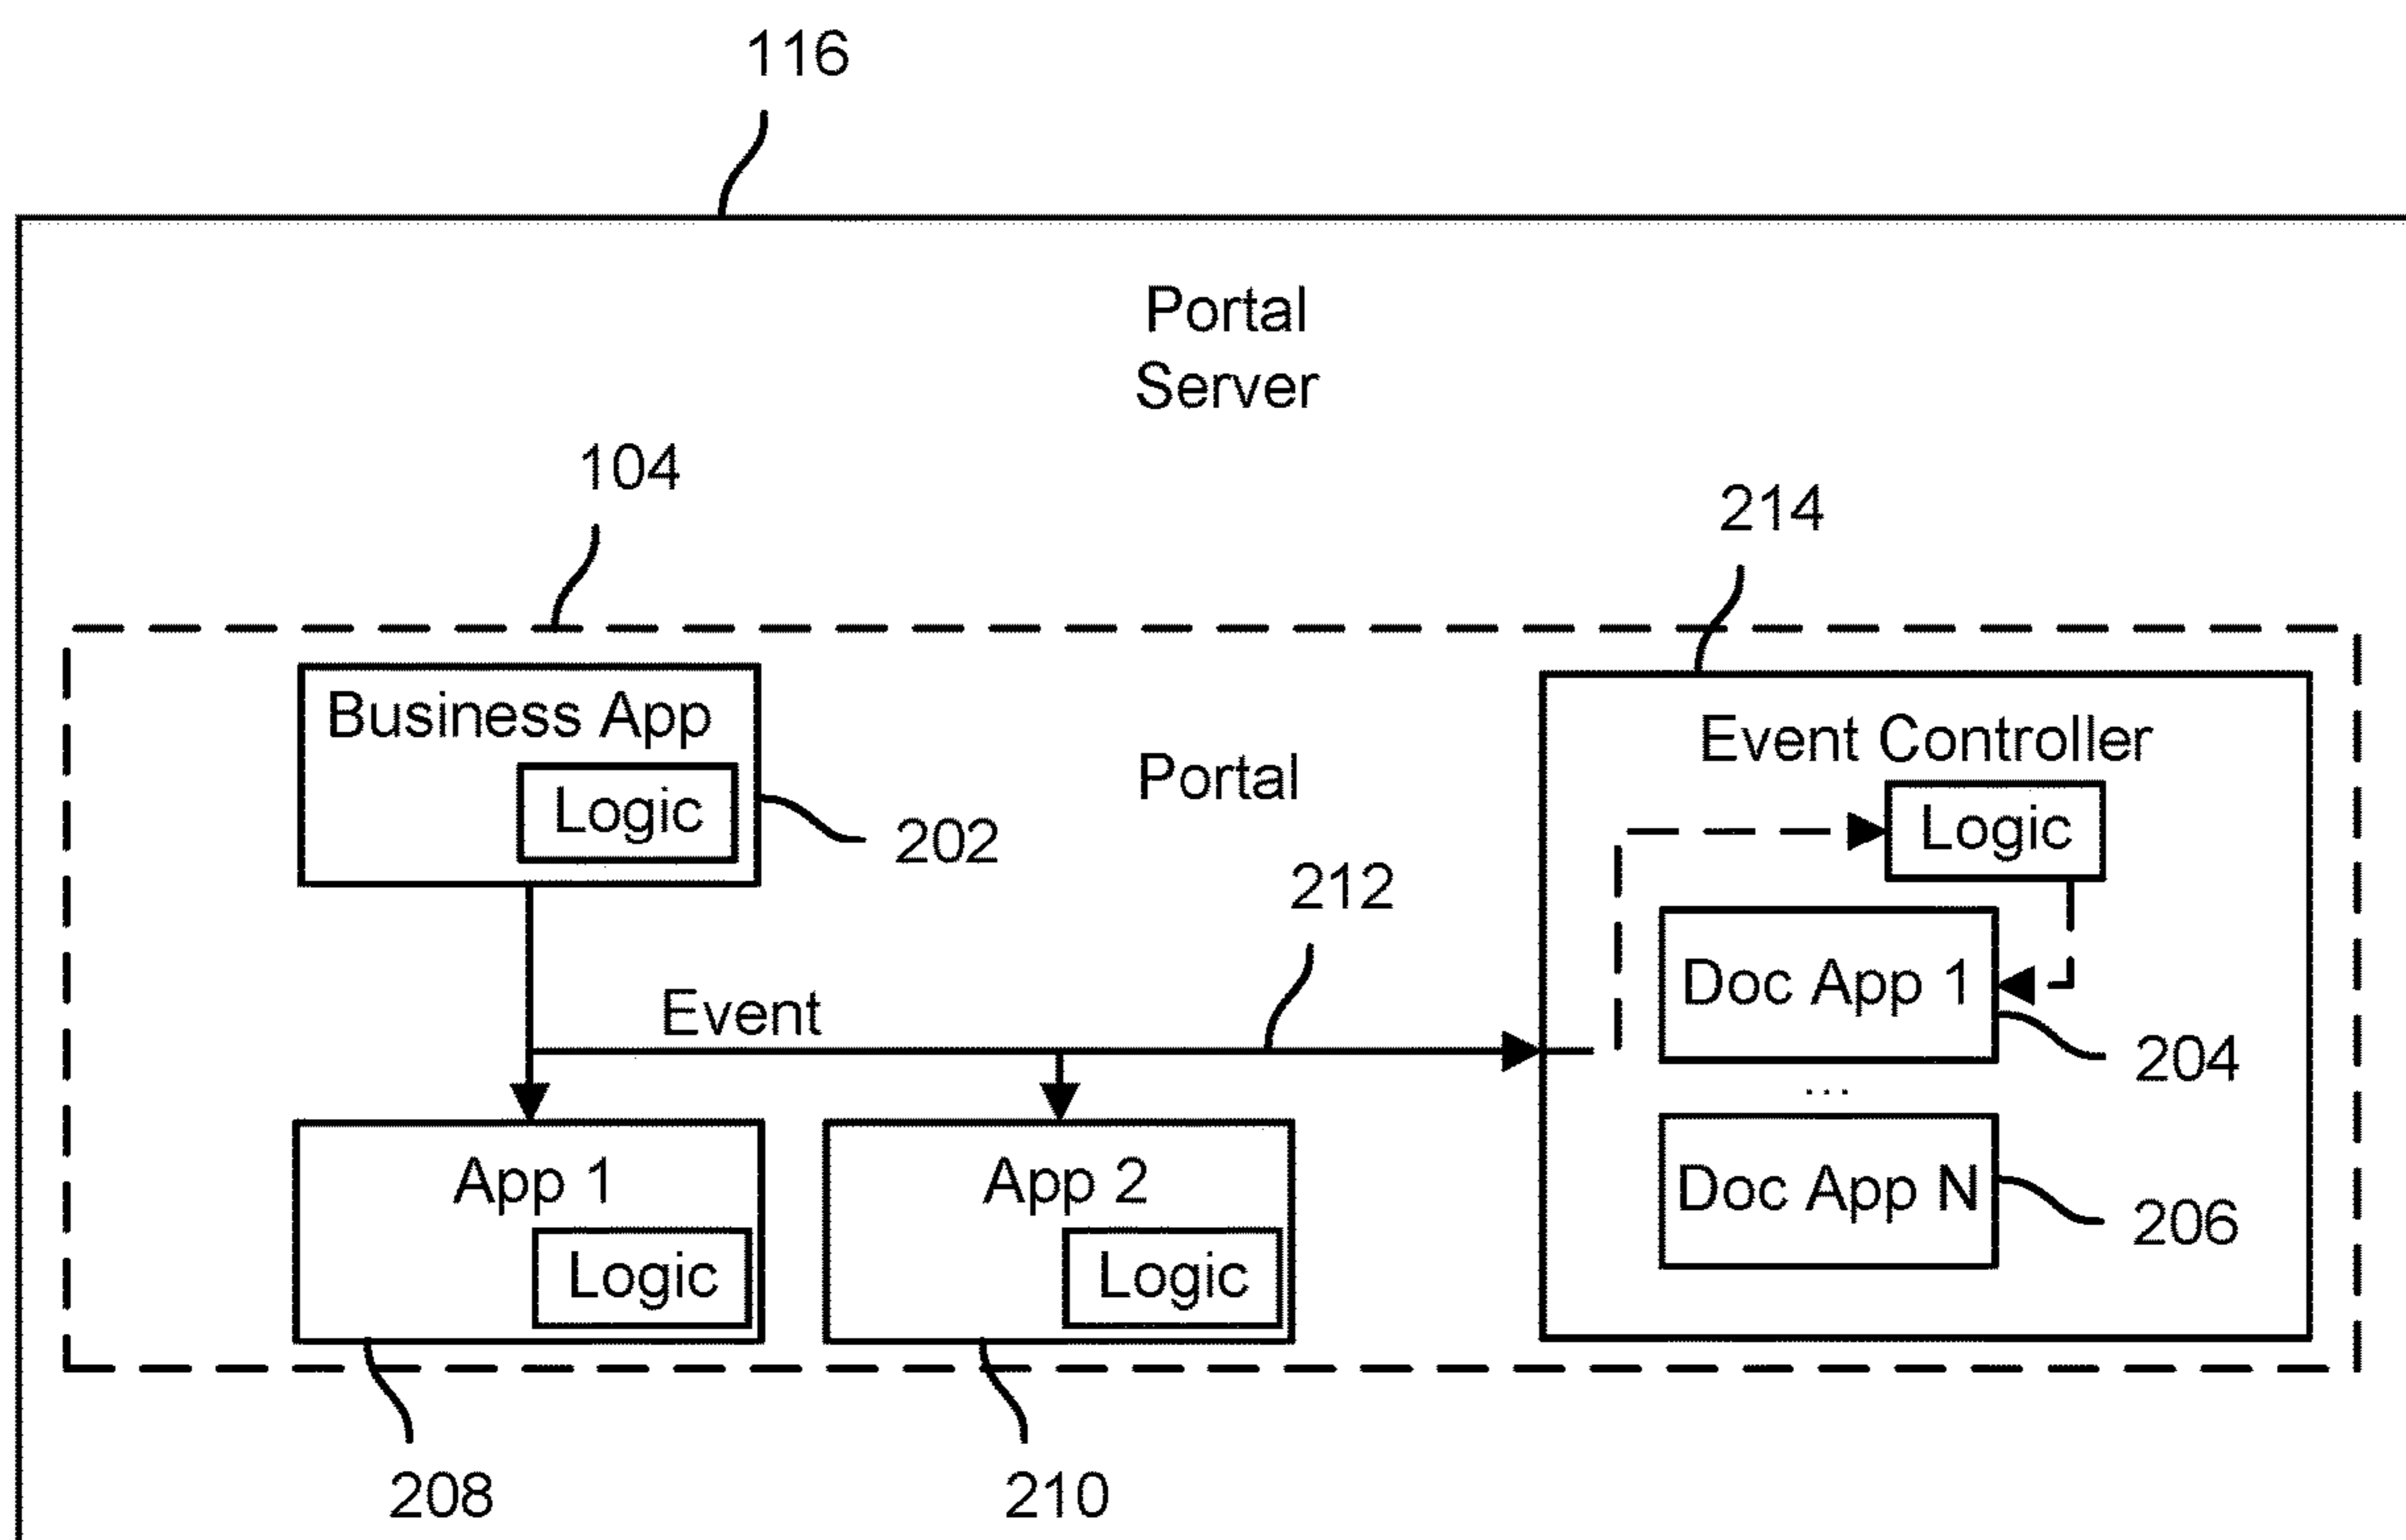 116
Portal
Server
104
214
Business App
Logic
202
Portal
Event Controller
Logic
212
Event
Doc App 1
204
...
Doc App N
206
App 1
Logic
App 2
Logic
208
210